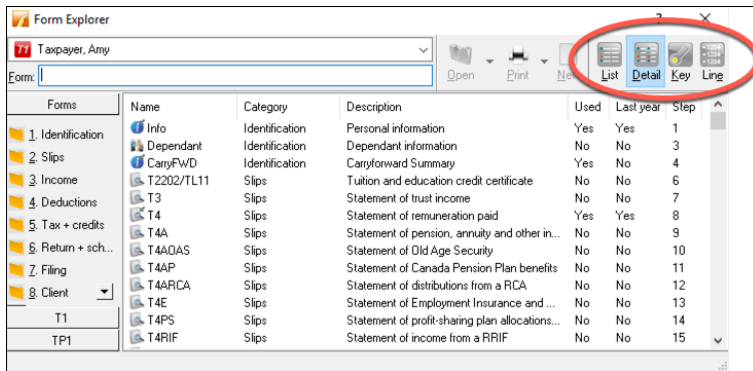 Form Explorer
?
T1 Taxpayer, Amy
Form:
Open Print New List Detail Key Line
Forms
1. Identification
2. Slips
3. Income
4. Deductions
5. Tax + credits
6. Return + sch...
7. Filing
8. Client
T1
TP1
Name Category Description Used Last year Step
Info Identification Personal information Yes Yes 1
Dependant Identification Dependant information No No 3
CarryFWD Identification Carryforward Summary Yes No 4
T2202/TL11 Slips Tuition and education credit certificate No No 6
T3 Slips Statement of trust income No No 7
T4 Slips Statement of remuneration paid Yes Yes 8
T4A Slips Statement of pension, annuity and other in... No No 9
T4AOAS Slips Statement of Old Age Security No No 10
T4AP Slips Statement of Canada Pension Plan benefits No No 11
T4ARCA Slips Statement of distributions from a RCA No No 12
T4E Slips Statement of Employment Insurance and ... No No 13
T4PS Slips Statement of profit-sharing plan allocations... No No 14
T4RIF Slips Statement of income from a RRIF No No 15